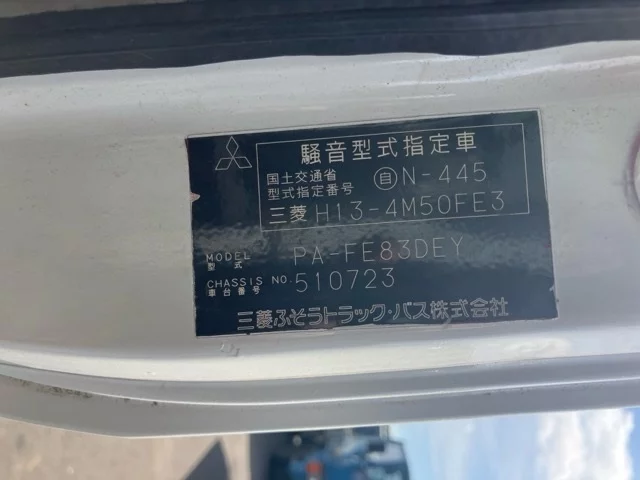 騒音型式指定車
国土交通省
型式指定番号 自 N-445
三菱 H13-4M50FE3
MODEL
型式 PA-FE83DEY
CHASSIS NO.
車台番号 510723
三菱ふそうトラック・バス株式会社